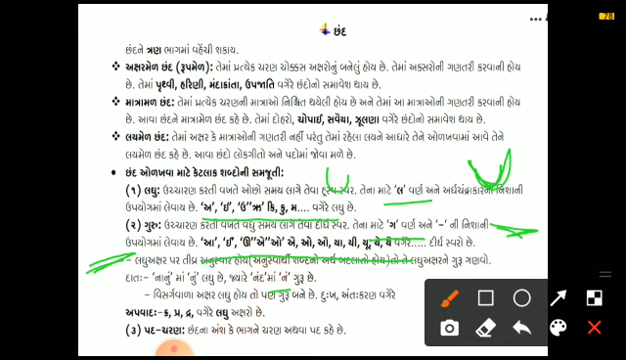 છંદ
છંદને ત્રણ ભાગમાં વહેંચી શકાય.
અક્ષરમેળ છંદ (રૂપમેળ): તેમાં પ્રત્યેક ચરણ ચોક્કસ અક્ષરોનું બનેલું હોય છે. તેમાં અક્સરોની ગણતરી કરવાની હોય
છે. તેમાં પૃથ્વી, હરિણી, મંદાકાંતા, ઉપજાતિ વગેરે છંદોનો સમાવેશ થાય છે.
માત્રામળ છંદ: તેમાં પ્રત્યેક ચરણની માત્રાઓ નિશ્ચિત થયેલી હોય છે અને તેમાં આ માત્રાઓની ગણતરી કરવાની હોય
છે. આવા છંદને માત્રામેળ છંદ કહે છે. તેમાં દોહરો, ચોપાઈ, સવૈયા, ઝૂલણા વગેરે છંદોનો સમાવેશ થાય છે.
લયમેળ છંદ: તેમાં અક્ષર કે માત્રાઓની ગણતરી નહીં પરંતુ તેમાં રહેલા લયને આધારે તેને ઓળખવામાં આવે તેને
લયમેળ છંદ કહે છે. આવા છંદો લોકગીતો અને પદોમાં જોવા મળે છે.
છંદ ઓળખવા માટે કેટલાક શબ્દોની સમજૂતી:
(૧) લઘુ: ઉચ્ચારણ કરતી વખતે ઓછો સમય લાગે તેવા હ્રસ્વ સ્વર. તેના માટે 'લ' વર્ણ અને અર્ધચંદ્રાકારની નિશાની
ઉપયોગમાં લેવાય છે. 'અ', 'ઇ', 'ઉ' 'ઋ' કિ, કુ, મ.... વગેરે લઘુ છે.
(૨) ગુરુ: ઉચ્ચારણ કરતી વખતે વધુ સમય લાગે તેવા દીર્ઘ સ્વર. તેના માટે 'ગ' વર્ણ અને '–' ની નિશાની
ઉપયોગમાં લેવાય છે. 'આ', 'ઈ', 'ઊ' 'એ' 'ઓ' એ, ઓ, ઔ, યા, ચી, યૂ, યે, યૈ વગેરે..... દીર્ઘ સ્વરો છે.
- લઘુઅક્ષર પર તીવ્ર અનુસ્વાર હોય (અનુસ્વાર્થી શબ્દનો અર્થ બદલાતો હોય) તો તે લઘુઅક્ષરને ગુરુ ગણવો.
દાત:- 'નાનું' માં 'નું' લઘુ છે, જ્યારે 'નંદ'માં 'નં' ગુરુ છે.
- વિસર્ગવાળા અક્ષર લઘુ હોય તો પણ ગુરુ બને છે. દુઃખ, અંતઃકરણ વગેરે
અપવાદ:- ક્ર, પ્ર, દ્ર, વગેરે લઘુ અક્ષરો છે.
(૩) પદ-ચરણ: છંદના અંશ કે ભાગને ચરણ અથવા પદ કહે છે.
78